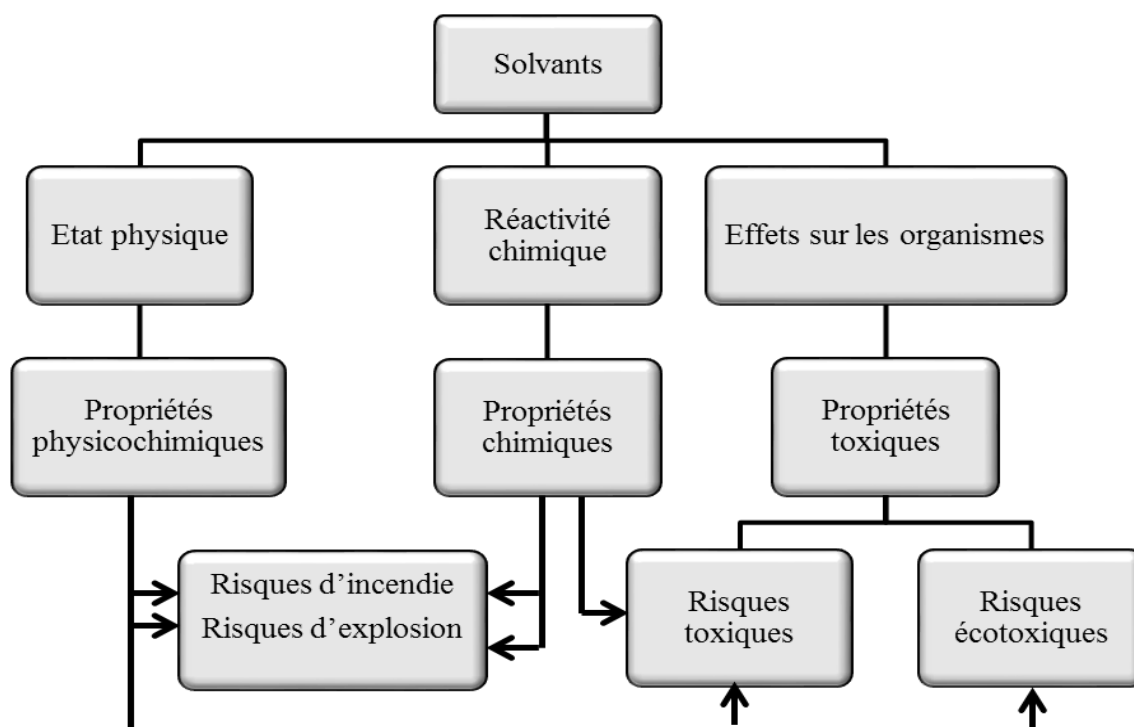 Solvants
Etat physique
Réactivité
chimique
Effets sur les organismes
Propriétés
physicochimiques
Propriétés
chimiques
Propriétés
toxiques
Risques d'incendie
Risques d'explosion
Risques
toxiques
Risques
écotoxiques